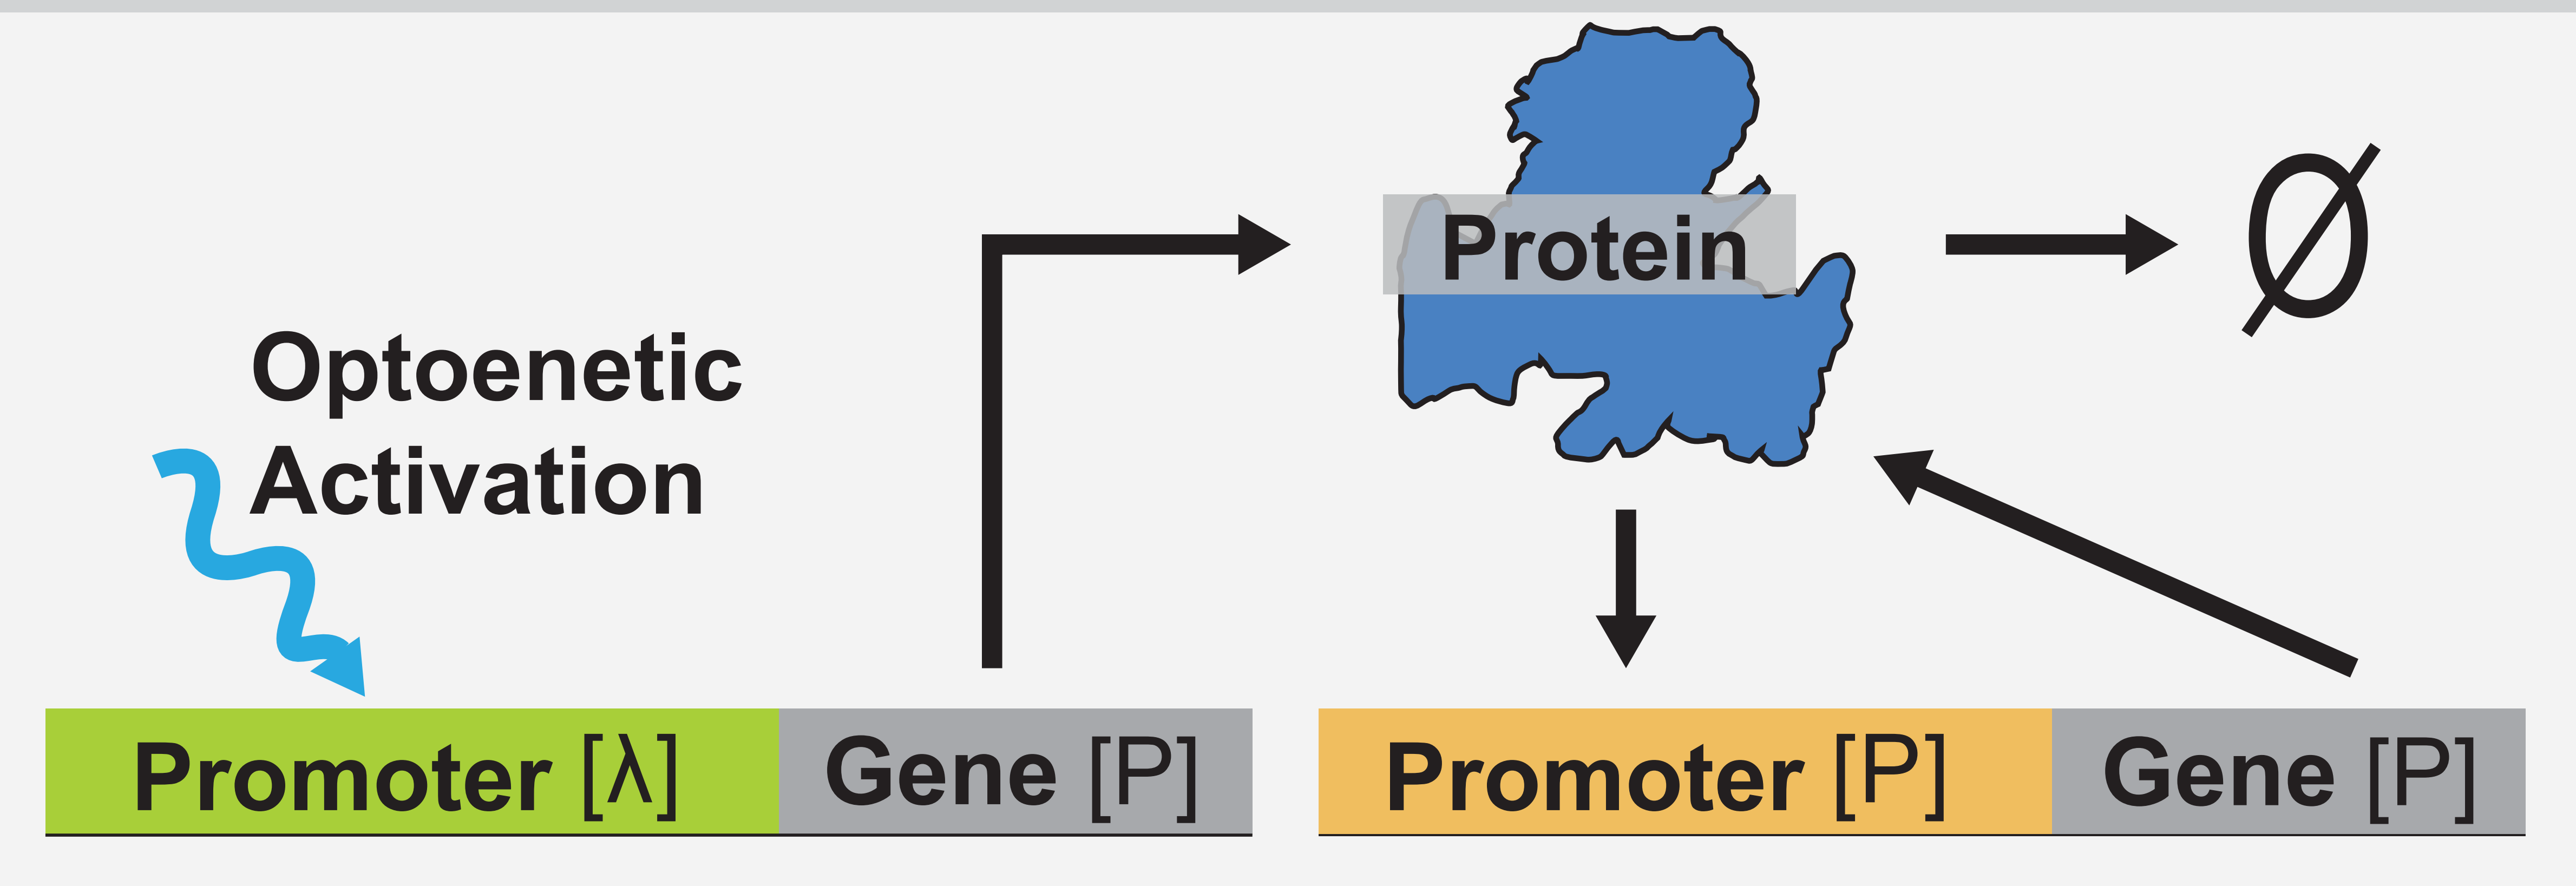 Protein
Ø
Optoenetic
Activation
Promoter [λ]
Gene [P]
Promoter [P]
Gene [P]